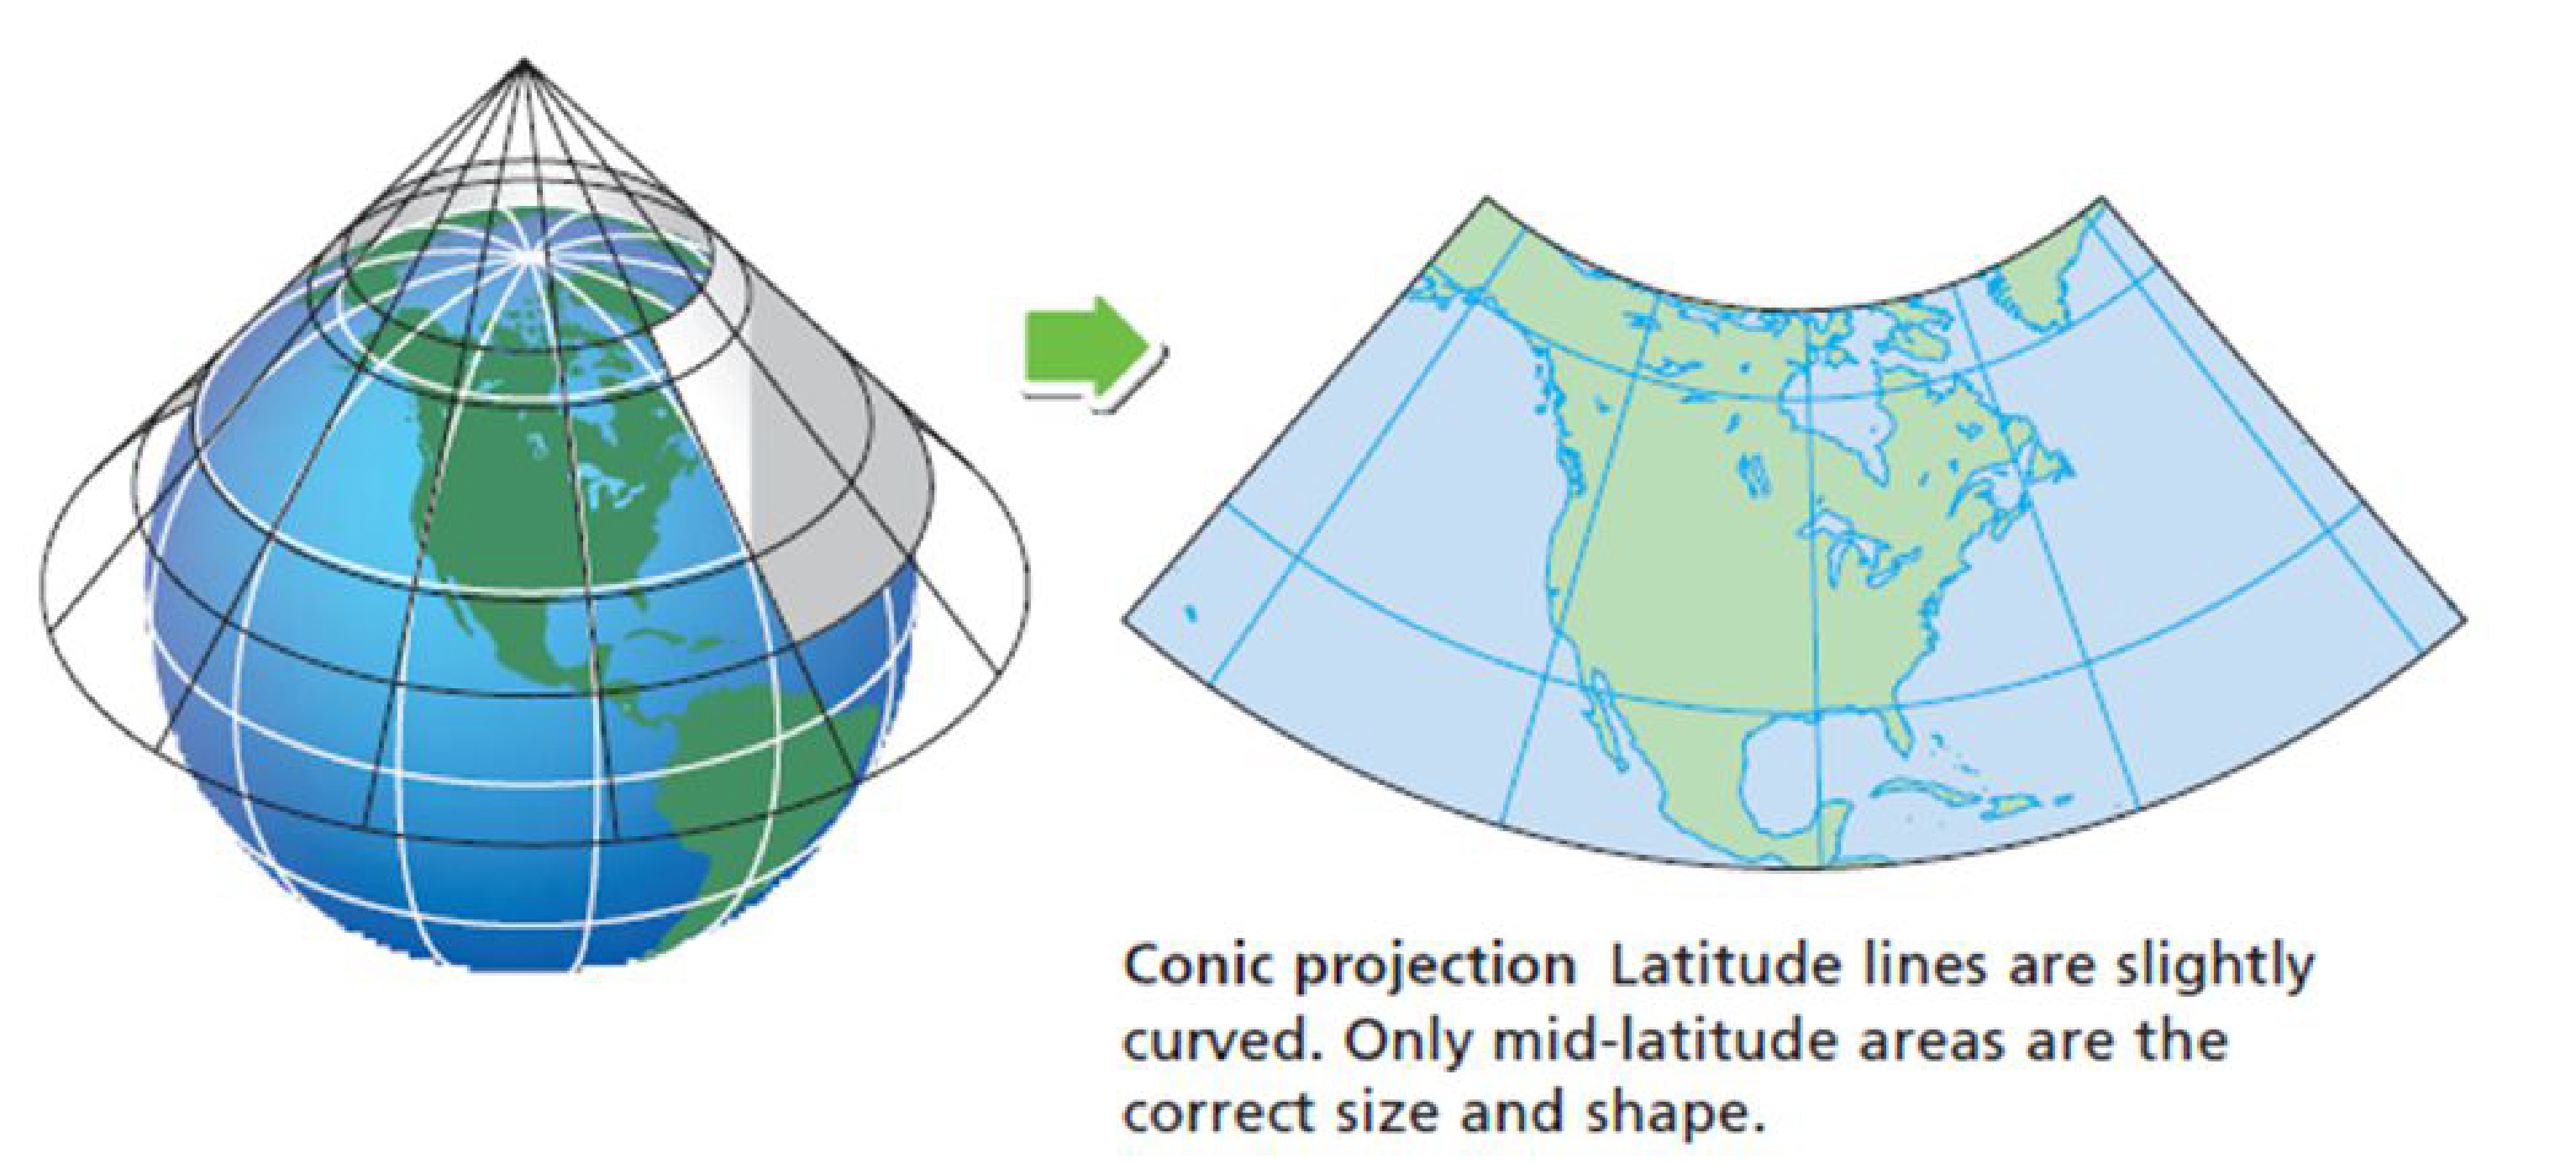 Conic projection Latitude lines are slightly
curved. Only mid-latitude areas are the
correct size and shape.